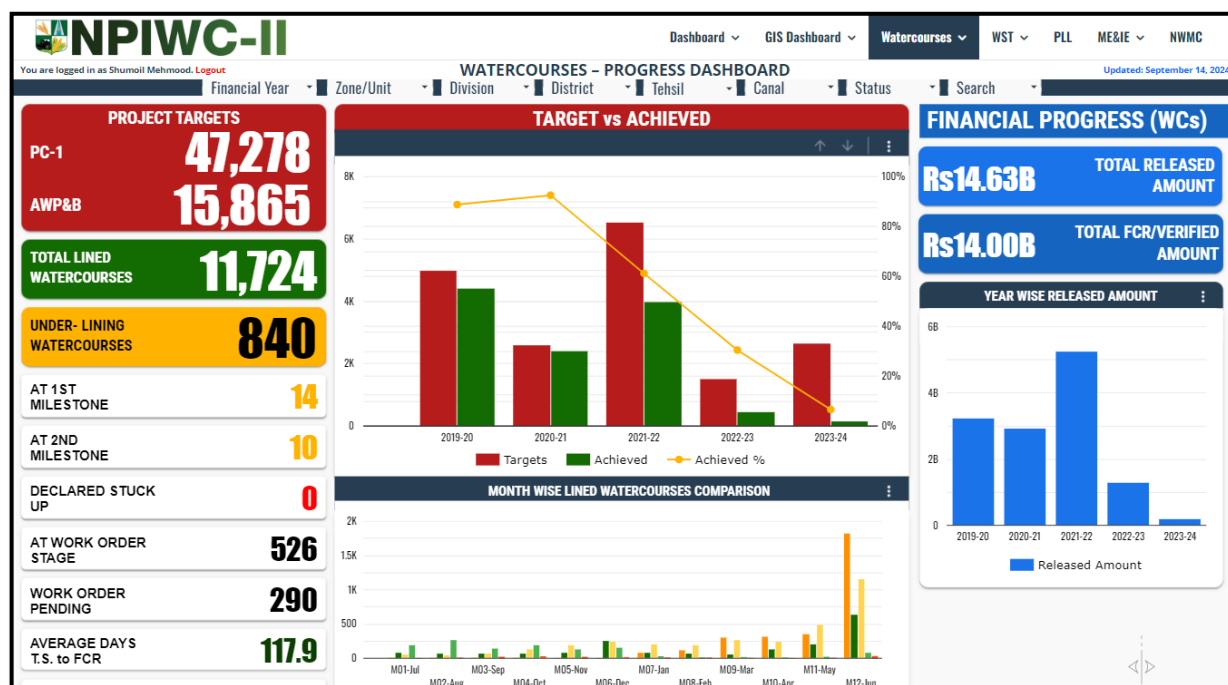 NPIWC-II
Dashboard
GIS Dashboard
Watercourses
WST
PLL
ME&IE
NWMC
You are logged in as Shumoil Mehmood. Logout
WATERCOURSES – PROGRESS DASHBOARD
Updated: September 14, 2024
Financial Year
Zone/Unit
Division
District
Tehsil
Canal
Status
Search
PROJECT TARGETS
PC-1
47,278
AWP&B
15,865
TOTAL LINED
WATERCOURSES
11,724
UNDER- LINING
WATERCOURSES
840
AT 1ST
MILESTONE
14
AT 2ND
MILESTONE
10
DECLARED STUCK
UP
0
AT WORK ORDER
STAGE
526
WORK ORDER
PENDING
290
AVERAGE DAYS
T.S. to FCR
117.9
TARGET vs ACHIEVED
8K
6K
4K
2K
0
100%
80%
60%
40%
20%
0%
2019-20
2020-21
2021-22
2022-23
2023-24
Targets
Achieved
Achieved %
MONTH WISE LINED WATERCOURSES COMPARISON
2K
1.5K
1K
500
0
M01-Jul
M02-Aug
M03-Sep
M04-Oct
M05-Nov
M06-Dec
M07-Jan
M08-Feb
M09-Mar
M10-Apr
M11-May
M12-Jun
FINANCIAL PROGRESS (WCs)
Rs14.63B
TOTAL RELEASED
AMOUNT
Rs14.00B
TOTAL FCR/VERIFIED
AMOUNT
YEAR WISE RELEASED AMOUNT
6B
4B
2B
0
2019-20
2020-21
2021-22
2022-23
2023-24
Released Amount